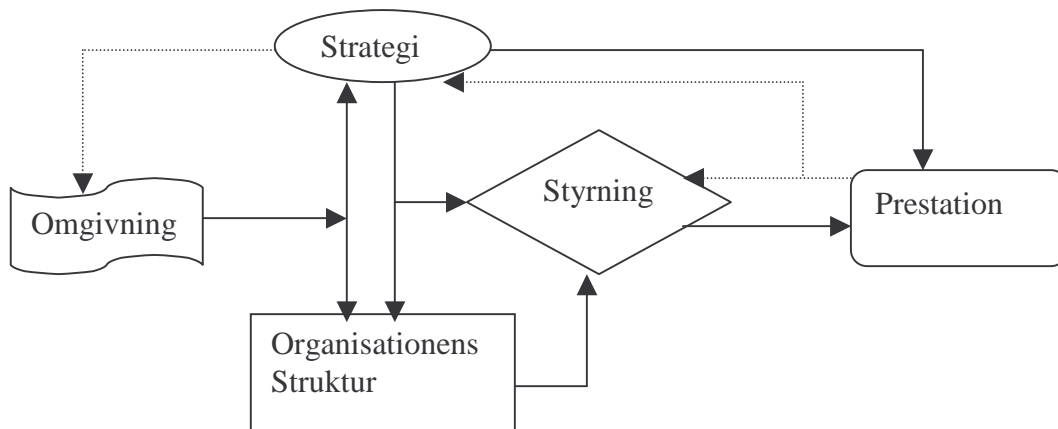 Strategi
Omgivning
Styrning
Prestation
Organisationens
Struktur